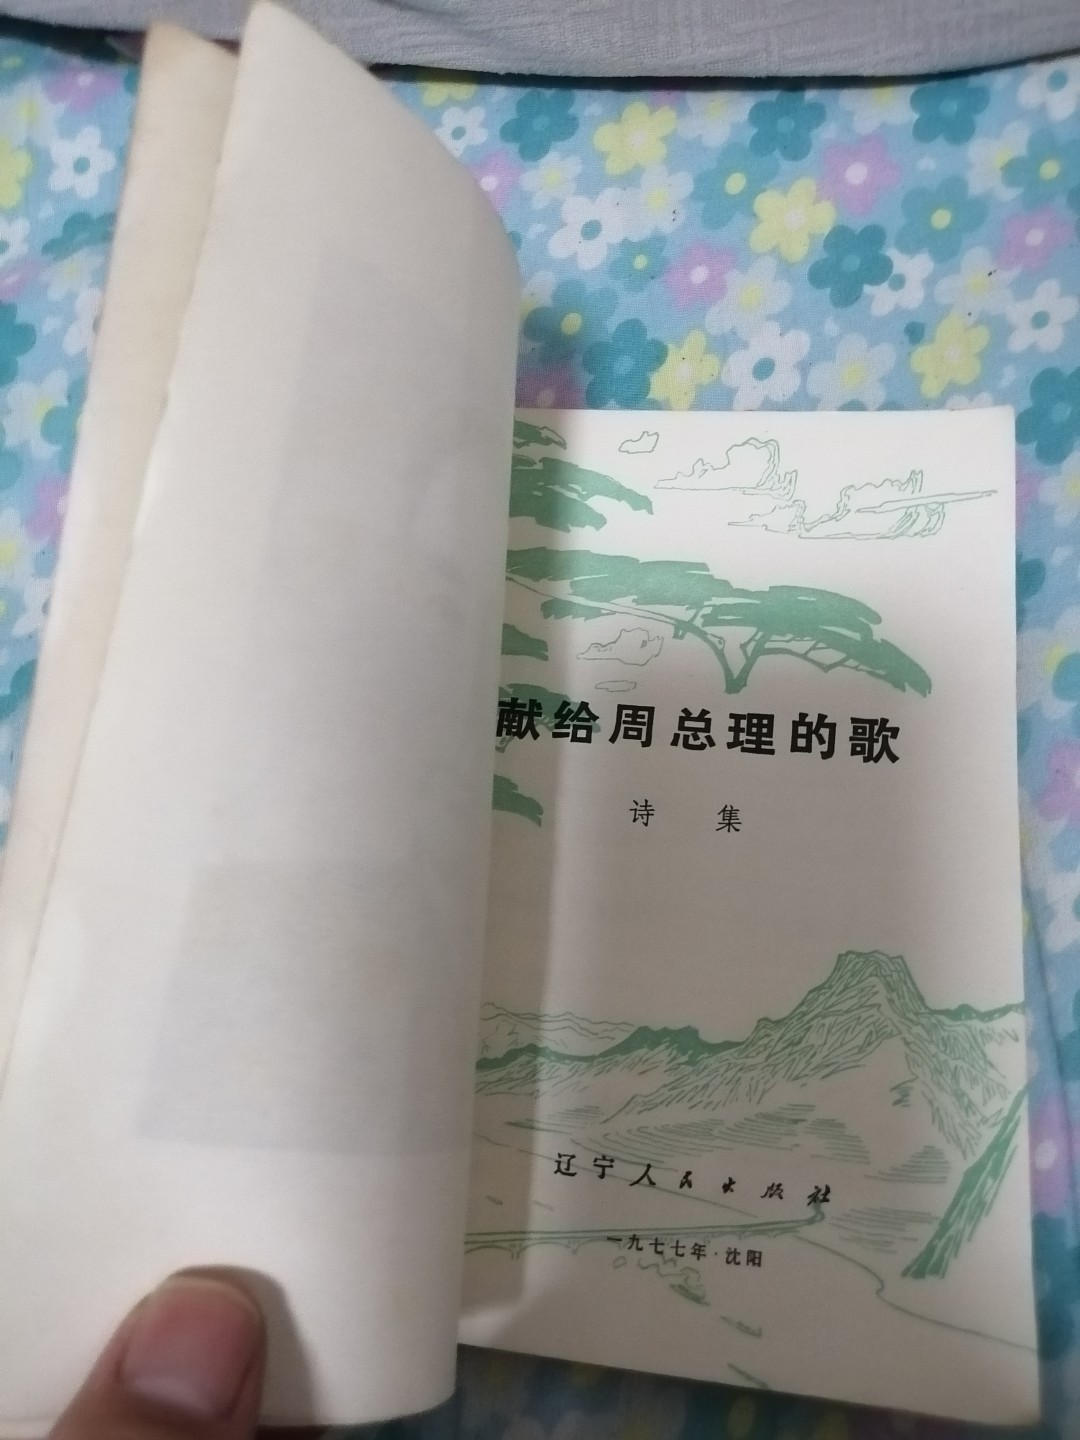 献给周总理的歌
诗 集
辽宁人民出版社
一九七七年·沈阳